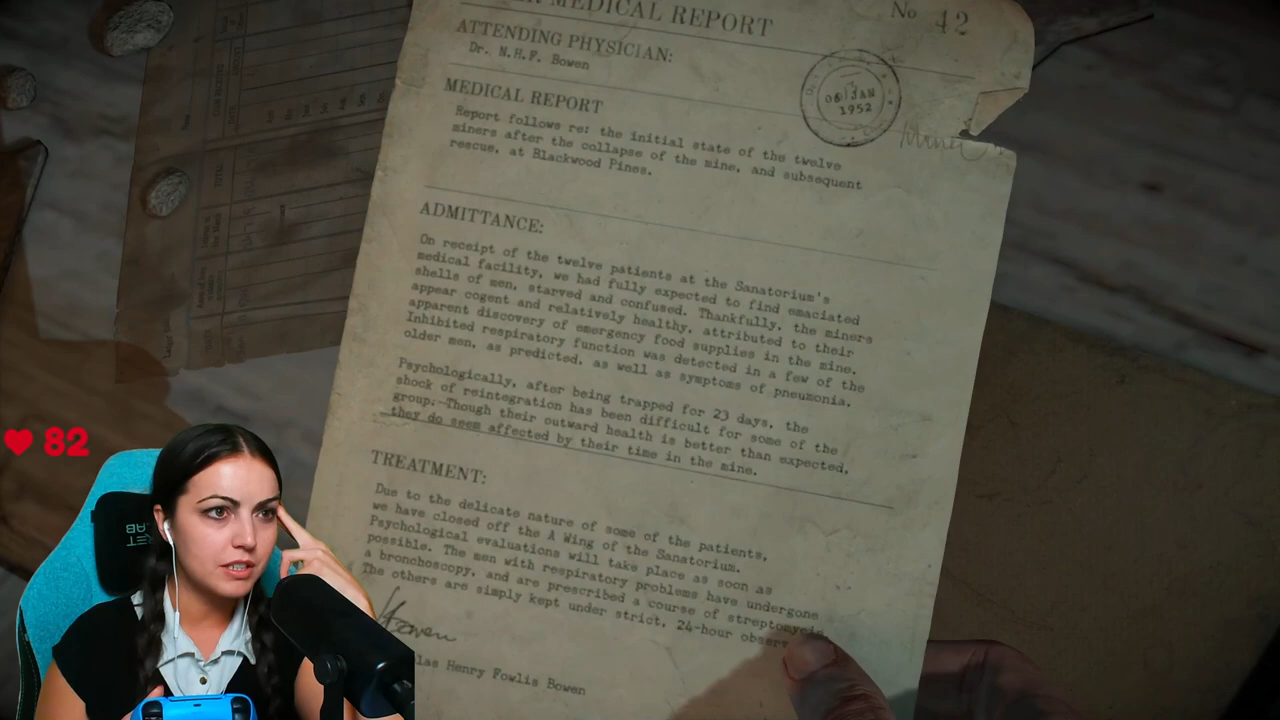 MEDICAL REPORT
No 42
ATTENDING PHYSICIAN:
Dr. N.H.F. Bowen
06 JAN
1952
MEDICAL REPORT
Report follows re: the initial state of the twelve
miners after the collapse of the mine, and subsequent
rescue, at Blackwood Pines.
ADMITTANCE:
On receipt of the twelve patients at the Sanatorium's
medical facility, we had fully expected to find emaciated
shells of men, starved and confused. Thankfully, the miners
appear cogent and relatively healthy, attributed to their
apparent discovery of emergency food supplies in the mine.
Inhibited respiratory function was detected in a few of the
older men, as predicted, as well as symptoms of pneumonia.
Psychologically, after being trapped for 23 days, the
shock of reintegration has been difficult for some of the
group. Though their outward health is better than expected,
they do seem affected by their time in the mine.
TREATMENT:
Due to the delicate nature of some of the patients,
we have closed off the A Wing of the Sanatorium.
Psychological evaluations will take place as soon as
possible. The men with respiratory problems have undergone
a bronchoscopy, and are prescribed a course of
The others are simply kept under strict, 24-hour
Bowen
las Henry Fowlis Bowen
82